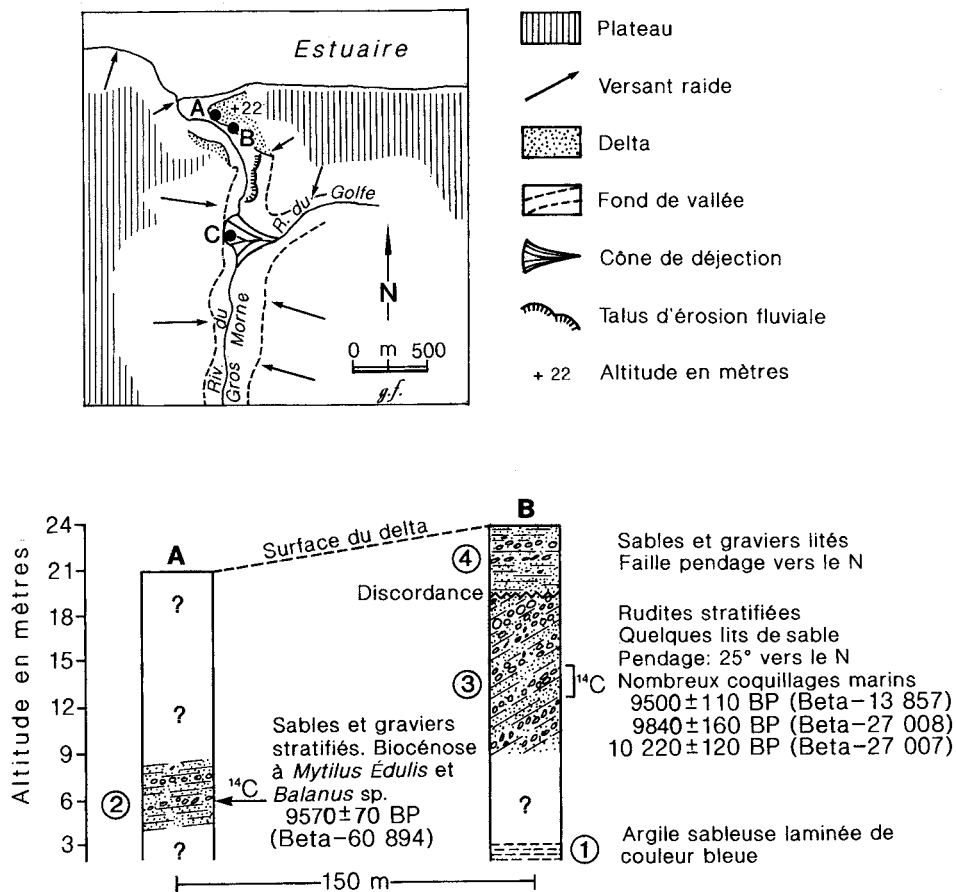 Estuaire
A
+22
B
R. du Golfe
C
N
Riv. du
Gros Morne
0 m 500
g.f.
Plateau
Versant raide
Delta
Fond de vallée
Cône de déjection
Talus d'érosion fluviale
+ 22 Altitude en mètres
Altitude en mètres
24
21
18
15
12
9
6
3
A
?
?
②
?
Surface du delta
Discordance
14C
Sables et graviers
stratifiés. Biocénose
à Mytilus Édulis et
Balanus sp.
9570±70 BP
(Beta-60 894)
B
④
③
?
①
Sables et graviers lités
Faille pendage vers le N
Rudites stratifiées
Quelques lits de sable
Pendage: 25° vers le N
14C
Nombreux coquillages marins
9500±110 BP (Beta-13 857)
9840±160 BP (Beta-27 008)
10 220±120 BP (Beta-27 007)
Argile sableuse laminée de
couleur bleue
150 m